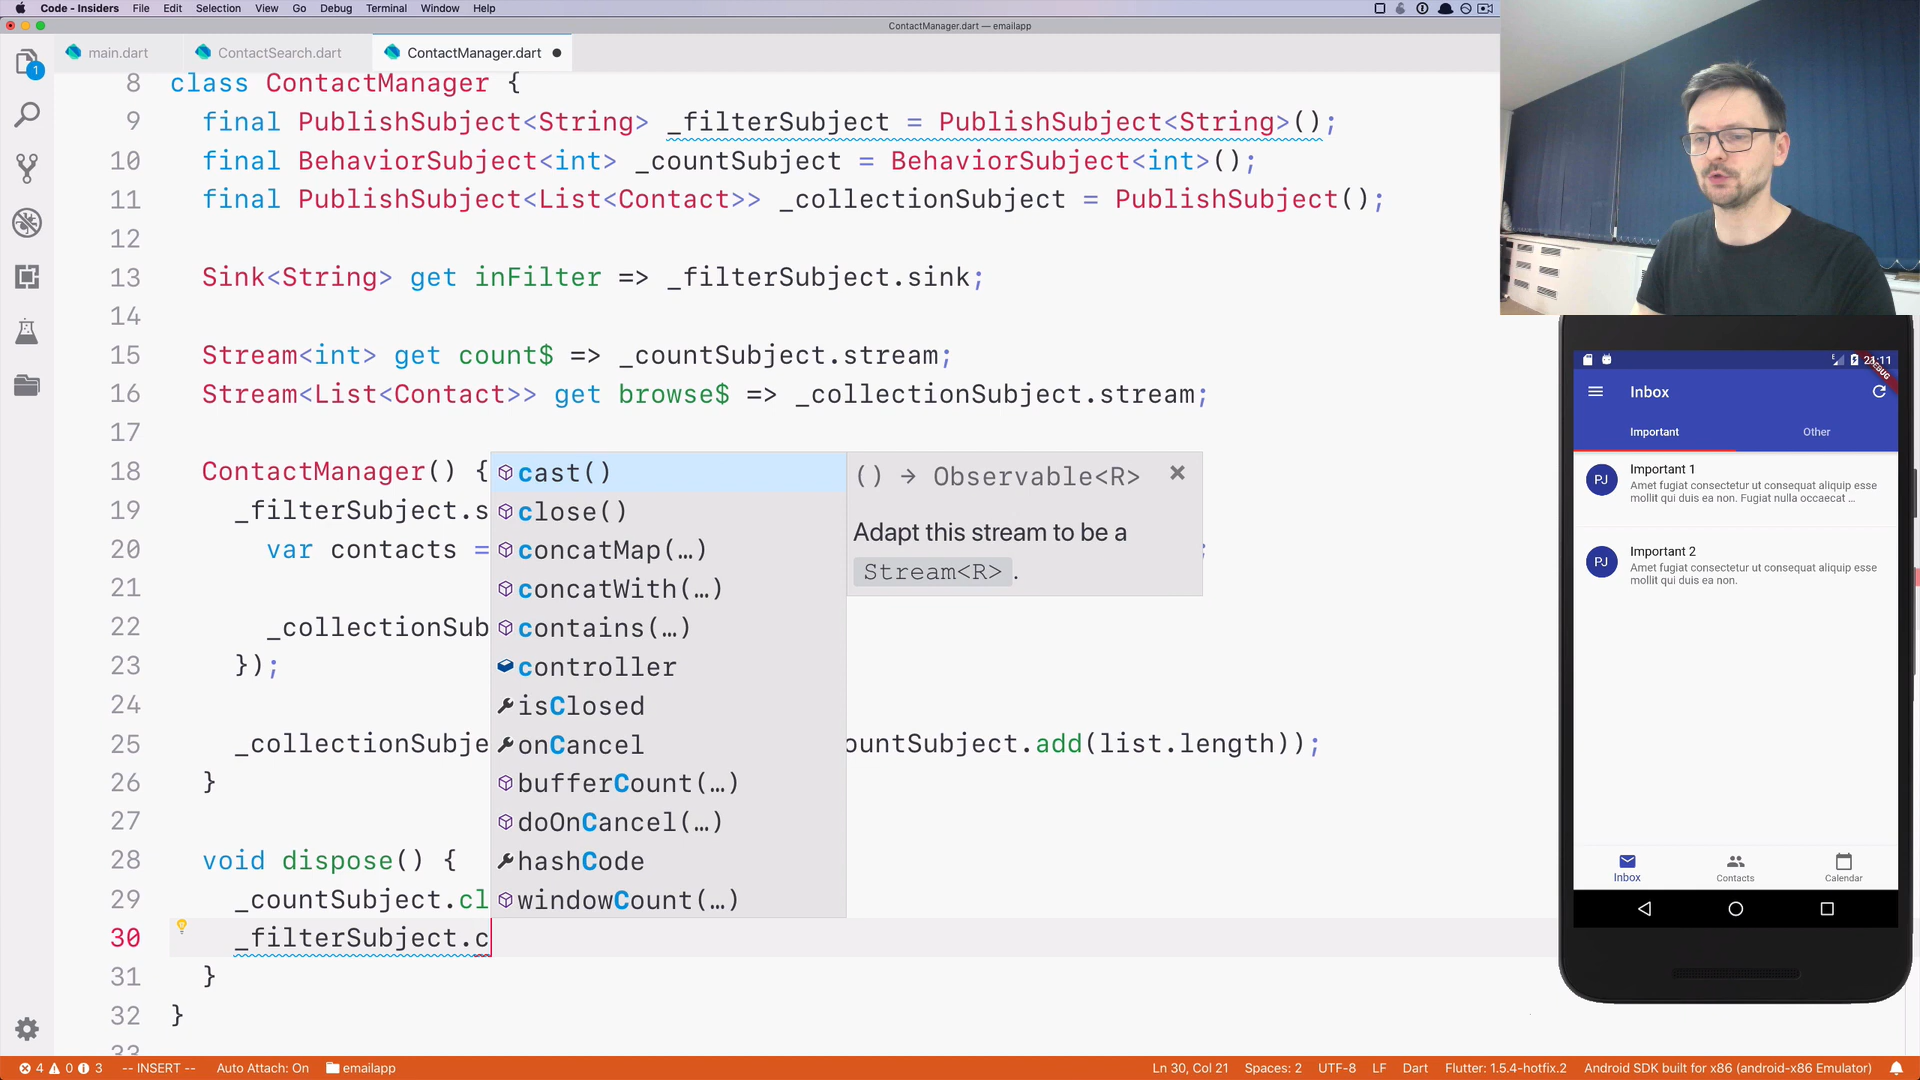 Code - Insiders File Edit Selection View Go Debug Terminal Window Help
ContactManager.dart — emailapp
main.dart ContactSearch.dart ContactManager.dart
1
8 class ContactManager {
9 final PublishSubject<String> _filterSubject = PublishSubject<String>();
10 final BehaviorSubject<int> _countSubject = BehaviorSubject<int>();
11 final PublishSubject<List<Contact>> _collectionSubject = PublishSubject();
12
13 Sink<String> get inFilter => _filterSubject.sink;
14
15 Stream<int> get count$ => _countSubject.stream;
16 Stream<List<Contact>> get browse$ => _collectionSubject.stream;
17
18 ContactManager() {
19 _filterSubject.s
20 var contacts =
21
22 _collectionSub
23 });
24
25 _collectionSubje ountSubject.add(list.length));
26 }
27
28 void dispose() {
29 _countSubject.cl
30 _filterSubject.c
31 }
32 }
33
cast()
close()
concatMap(…)
concatWith(…)
contains(…)
controller
isClosed
onCancel
bufferCount(…)
doOnCancel(…)
hashCode
windowCount(…)
() → Observable<R>
Adapt this stream to be a
Stream<R>.
21:11
DEBUG
Inbox
Important Other
PJ
Important 1
Amet fugiat consectetur ut consequat aliquip esse
mollit qui duis ea non. Fugiat nulla occaecat ...
PJ
Important 2
Amet fugiat consectetur ut consequat aliquip esse
mollit qui duis ea non.
Inbox Contacts Calendar
4 0 3 -- INSERT -- Auto Attach: On emailapp Ln 30, Col 21 Spaces: 2 UTF-8 LF Dart Flutter: 1.5.4-hotfix.2 Android SDK built for x86 (android-x86 Emulator)